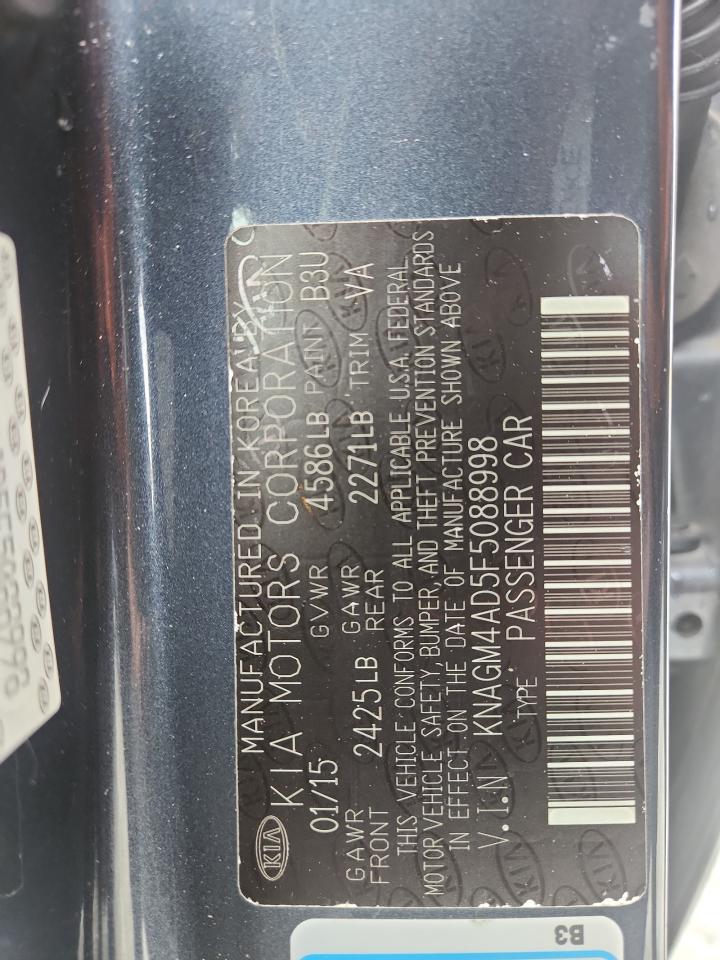 KIA MANUFACTURED IN KOREA BY
KIA MOTORS CORPORATION
01/15 GVWR 4586LB PAINT B3U
GAWR FRONT 2425LB GAWR REAR 2271LB TRIM VA
THIS VEHICLE CONFORMS TO ALL APPLICABLE U.S.A. FEDERAL
MOTOR VEHICLE SAFETY, BUMPER, AND THEFT PREVENTION STANDARDS
IN EFFECT ON THE DATE OF MANUFACTURE SHOWN ABOVE
V.I.N KNAGM4AD5F5088998
TYPE PASSENGER CAR
B3